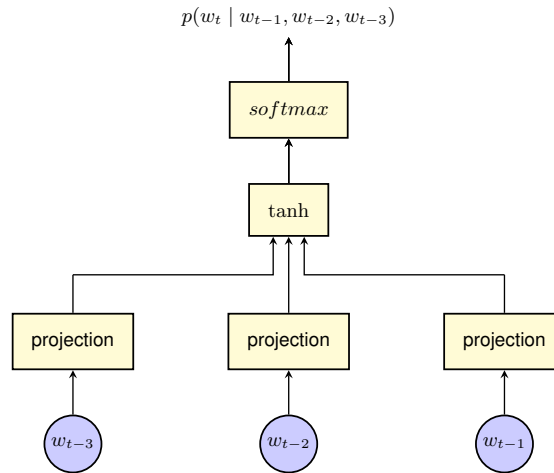 p(w_t | w_{t−1}, w_{t−2}, w_{t−3})
softmax
tanh
projection projection projection
w_{t−3} w_{t−2} w_{t−1}